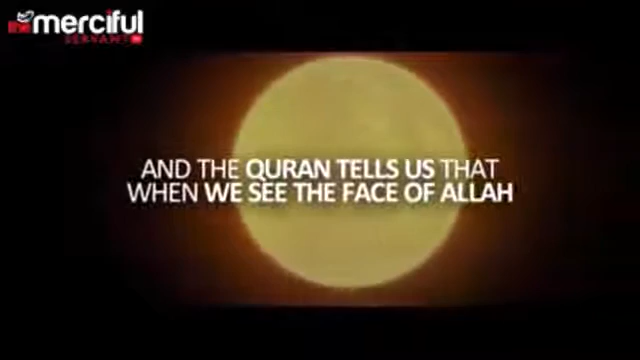 merciful
SERVANT
AND THE QURAN TELLS US THAT
WHEN WE SEE THE FACE OF ALLAH